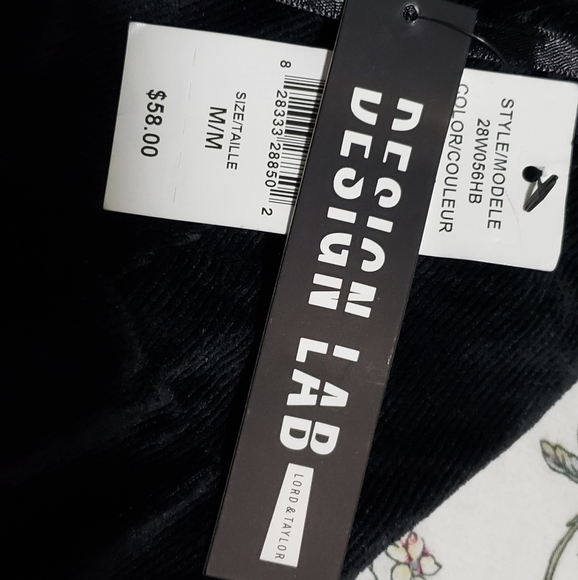 STYLE/MODELE
28W056HB
COLOR/COULEUR
8 28333 28850 2
SIZE/TAILLE
M/M
$58.00
DESIGN LAB
LORD & TAYLOR